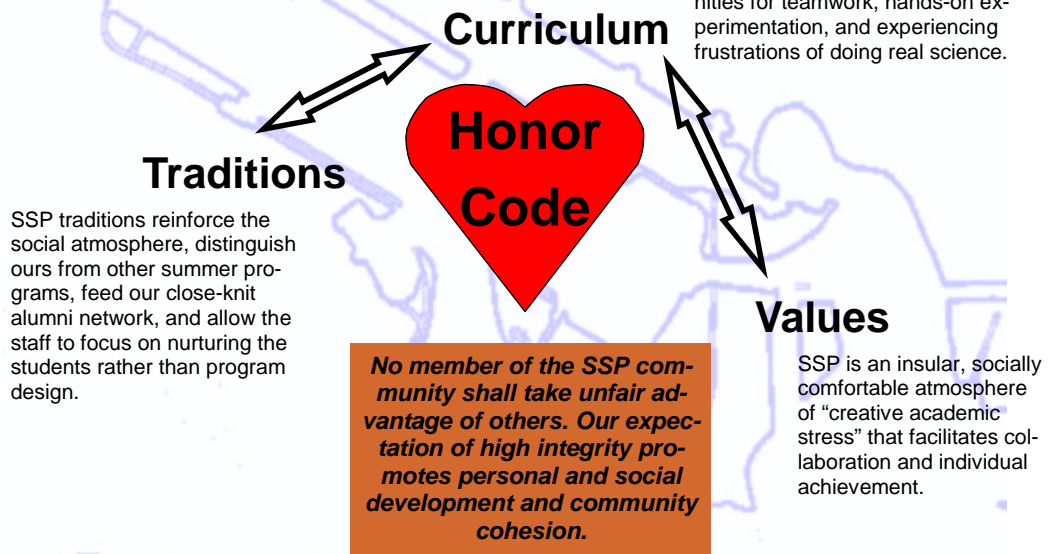 nities for teamwork, hands-on ex-
perimentation, and experiencing
frustrations of doing real science.
Curriculum
Honor
Code
Traditions
SSP traditions reinforce the
social atmosphere, distinguish
ours from other summer pro-
grams, feed our close-knit
alumni network, and allow the
staff to focus on nurturing the
students rather than program
design.
Values
SSP is an insular, socially
comfortable atmosphere
of “creative academic
stress” that facilitates col-
laboration and individual
achievement.
No member of the SSP com-
munity shall take unfair ad-
vantage of others. Our expec-
tation of high integrity pro-
motes personal and social
development and community
cohesion.